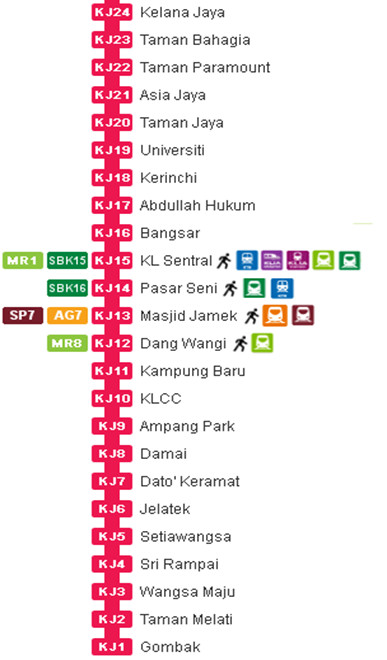 KJ24 Kelana Jaya
KJ23 Taman Bahagia
KJ22 Taman Paramount
KJ21 Asia Jaya
KJ20 Taman Jaya
KJ19 Universiti
KJ18 Kerinchi
KJ17 Abdullah Hukum
KJ16 Bangsar
MR1 SBK15 KJ15 KL Sentral
SBK16 KJ14 Pasar Seni
SP7 AG7 KJ13 Masjid Jamek
MR8 KJ12 Dang Wangi
KJ11 Kampung Baru
KJ10 KLCC
KJ9 Ampang Park
KJ8 Damai
KJ7 Dato' Keramat
KJ6 Jelatek
KJ5 Setiawangsa
KJ4 Sri Rampai
KJ3 Wangsa Maju
KJ2 Taman Melati
KJ1 Gombak